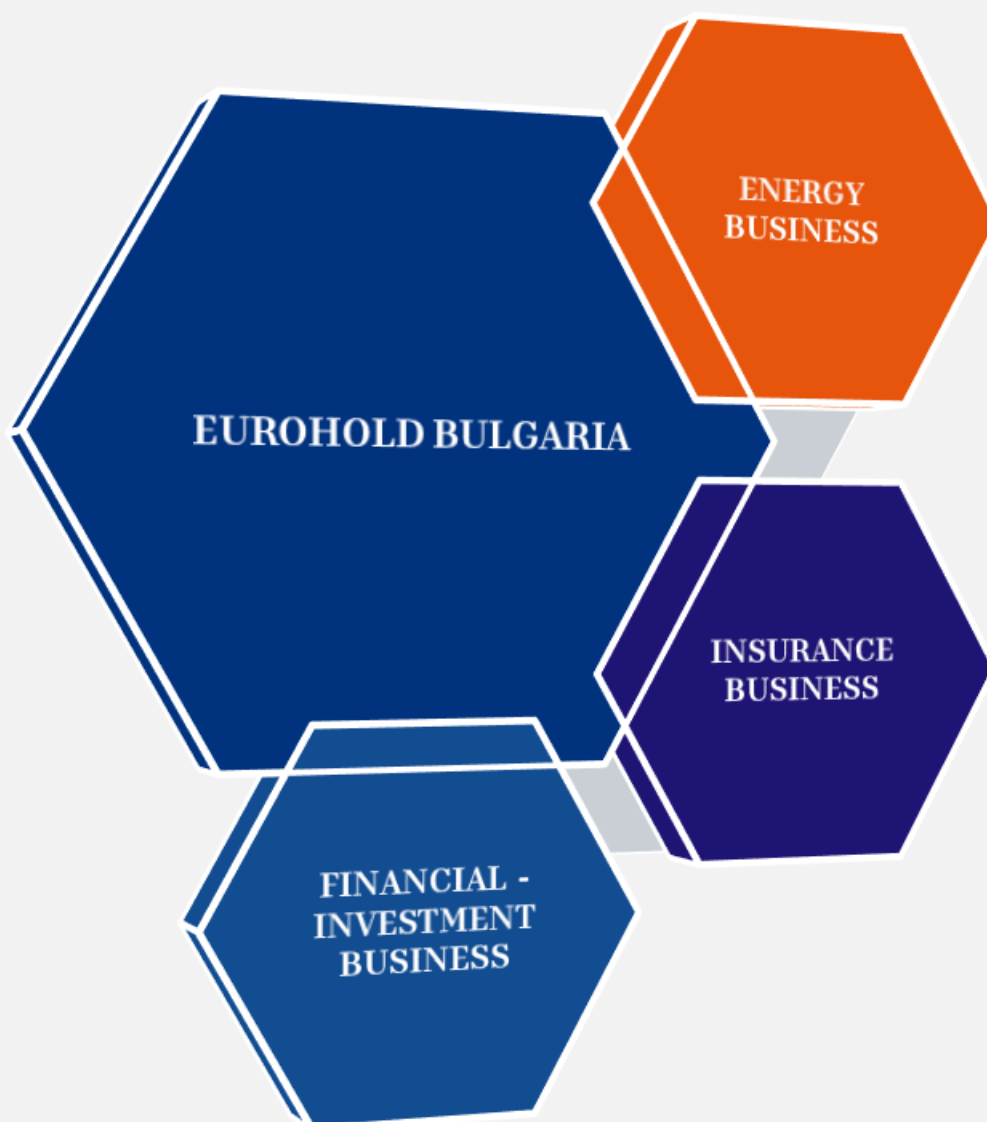 ENERGY
BUSINESS
EUROHOLD BULGARIA
INSURANCE
BUSINESS
FINANCIAL -
INVESTMENT
BUSINESS